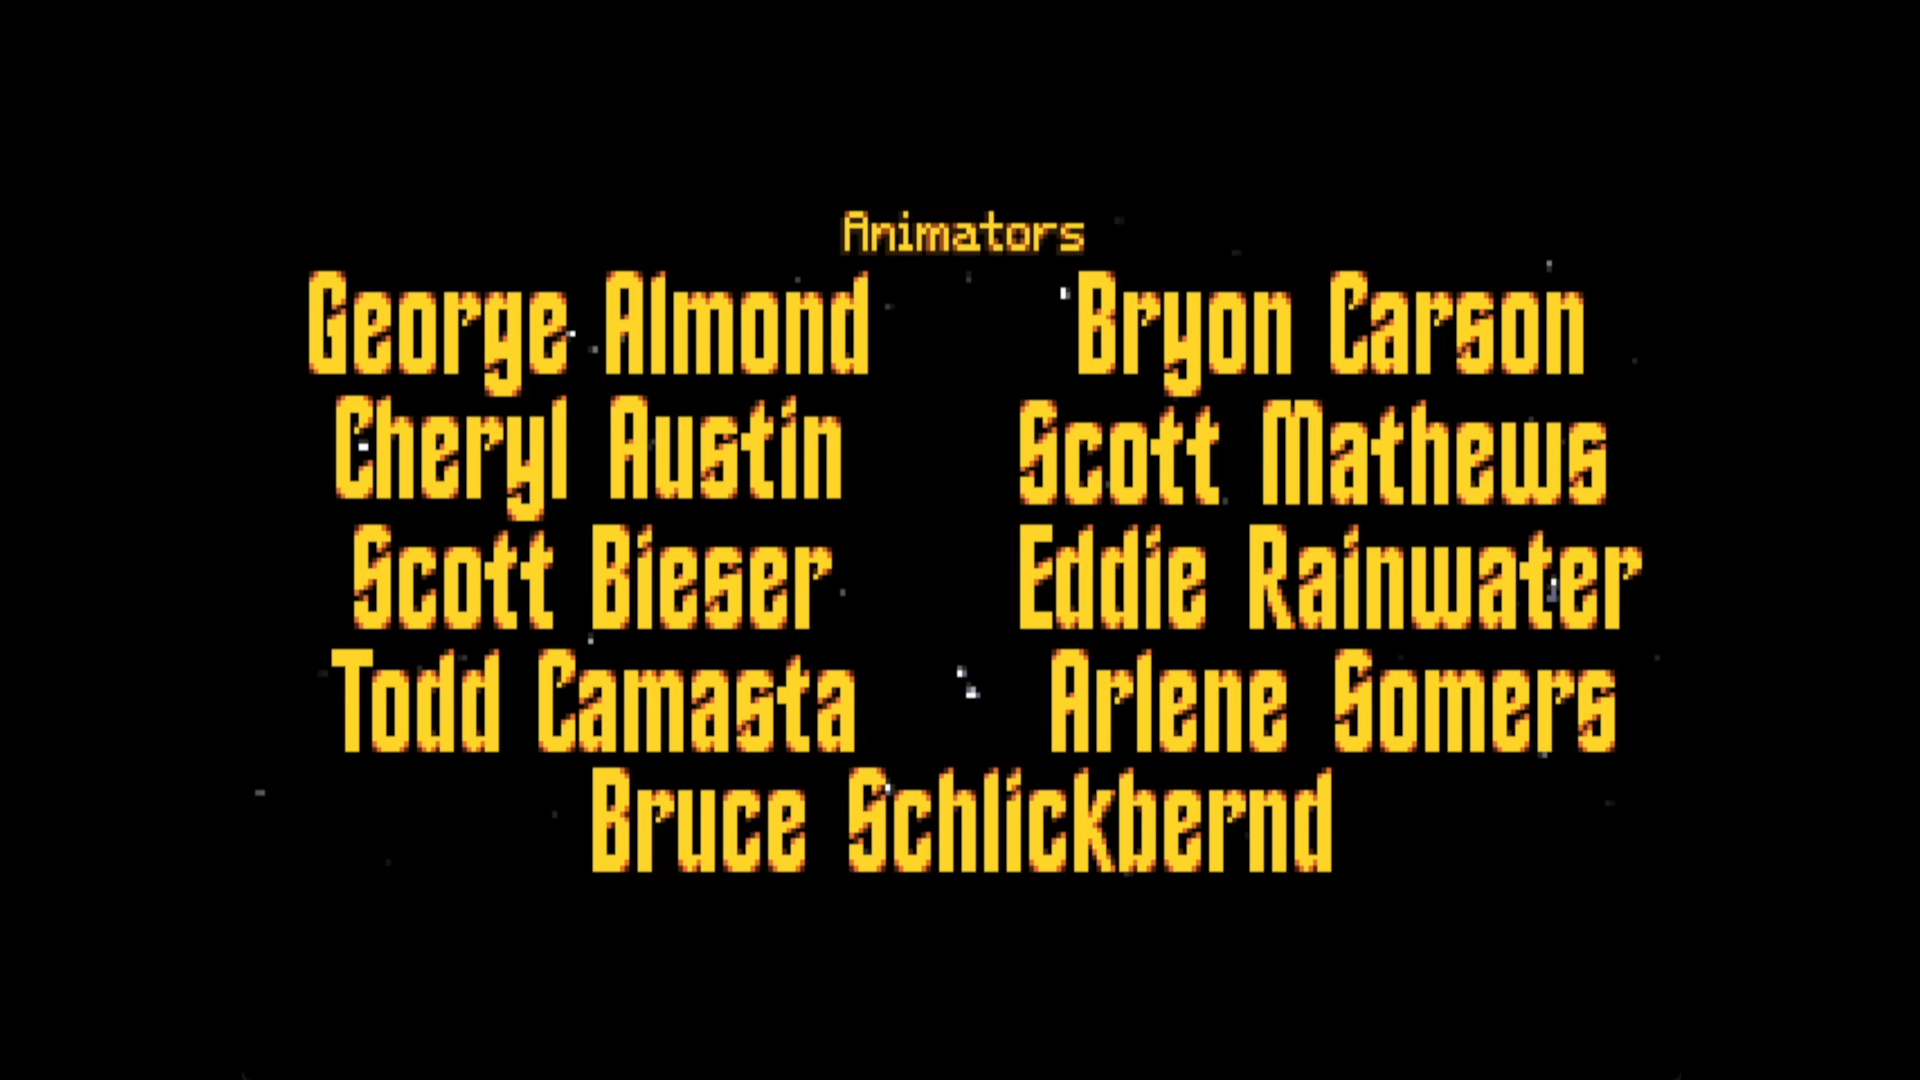 Animators
George Almond Bryon Carson
Cheryl Austin Scott Mathews
Scott Bieser Eddie Rainwater
Todd Camasta Arlene Somers
Bruce Schlickbernd